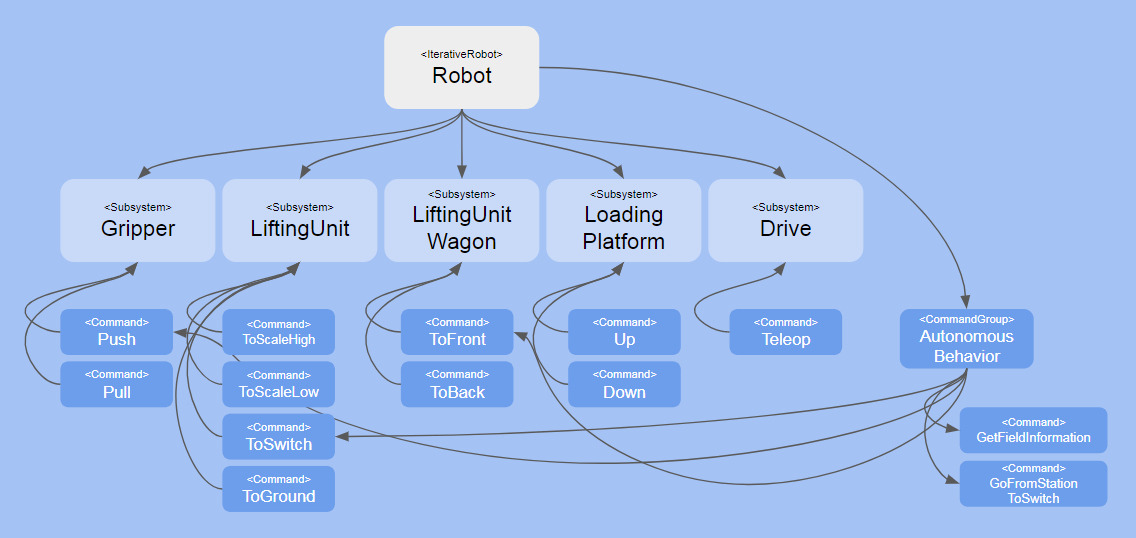 <IterativeRobot>
Robot
<Subsystem>
Gripper
<Subsystem>
LiftingUnit
<Subsystem>
LiftingUnit
Wagon
<Subsystem>
Loading
Platform
<Subsystem>
Drive
<Command>
Push
<Command>
Pull
<Command>
ToScaleHigh
<Command>
ToScaleLow
<Command>
ToSwitch
<Command>
ToGround
<Command>
ToFront
<Command>
ToBack
<Command>
Up
<Command>
Down
<Command>
Teleop
<CommandGroup>
Autonomous
Behavior
<Command>
GetFieldInformation
<Command>
GoFromStation
ToSwitch